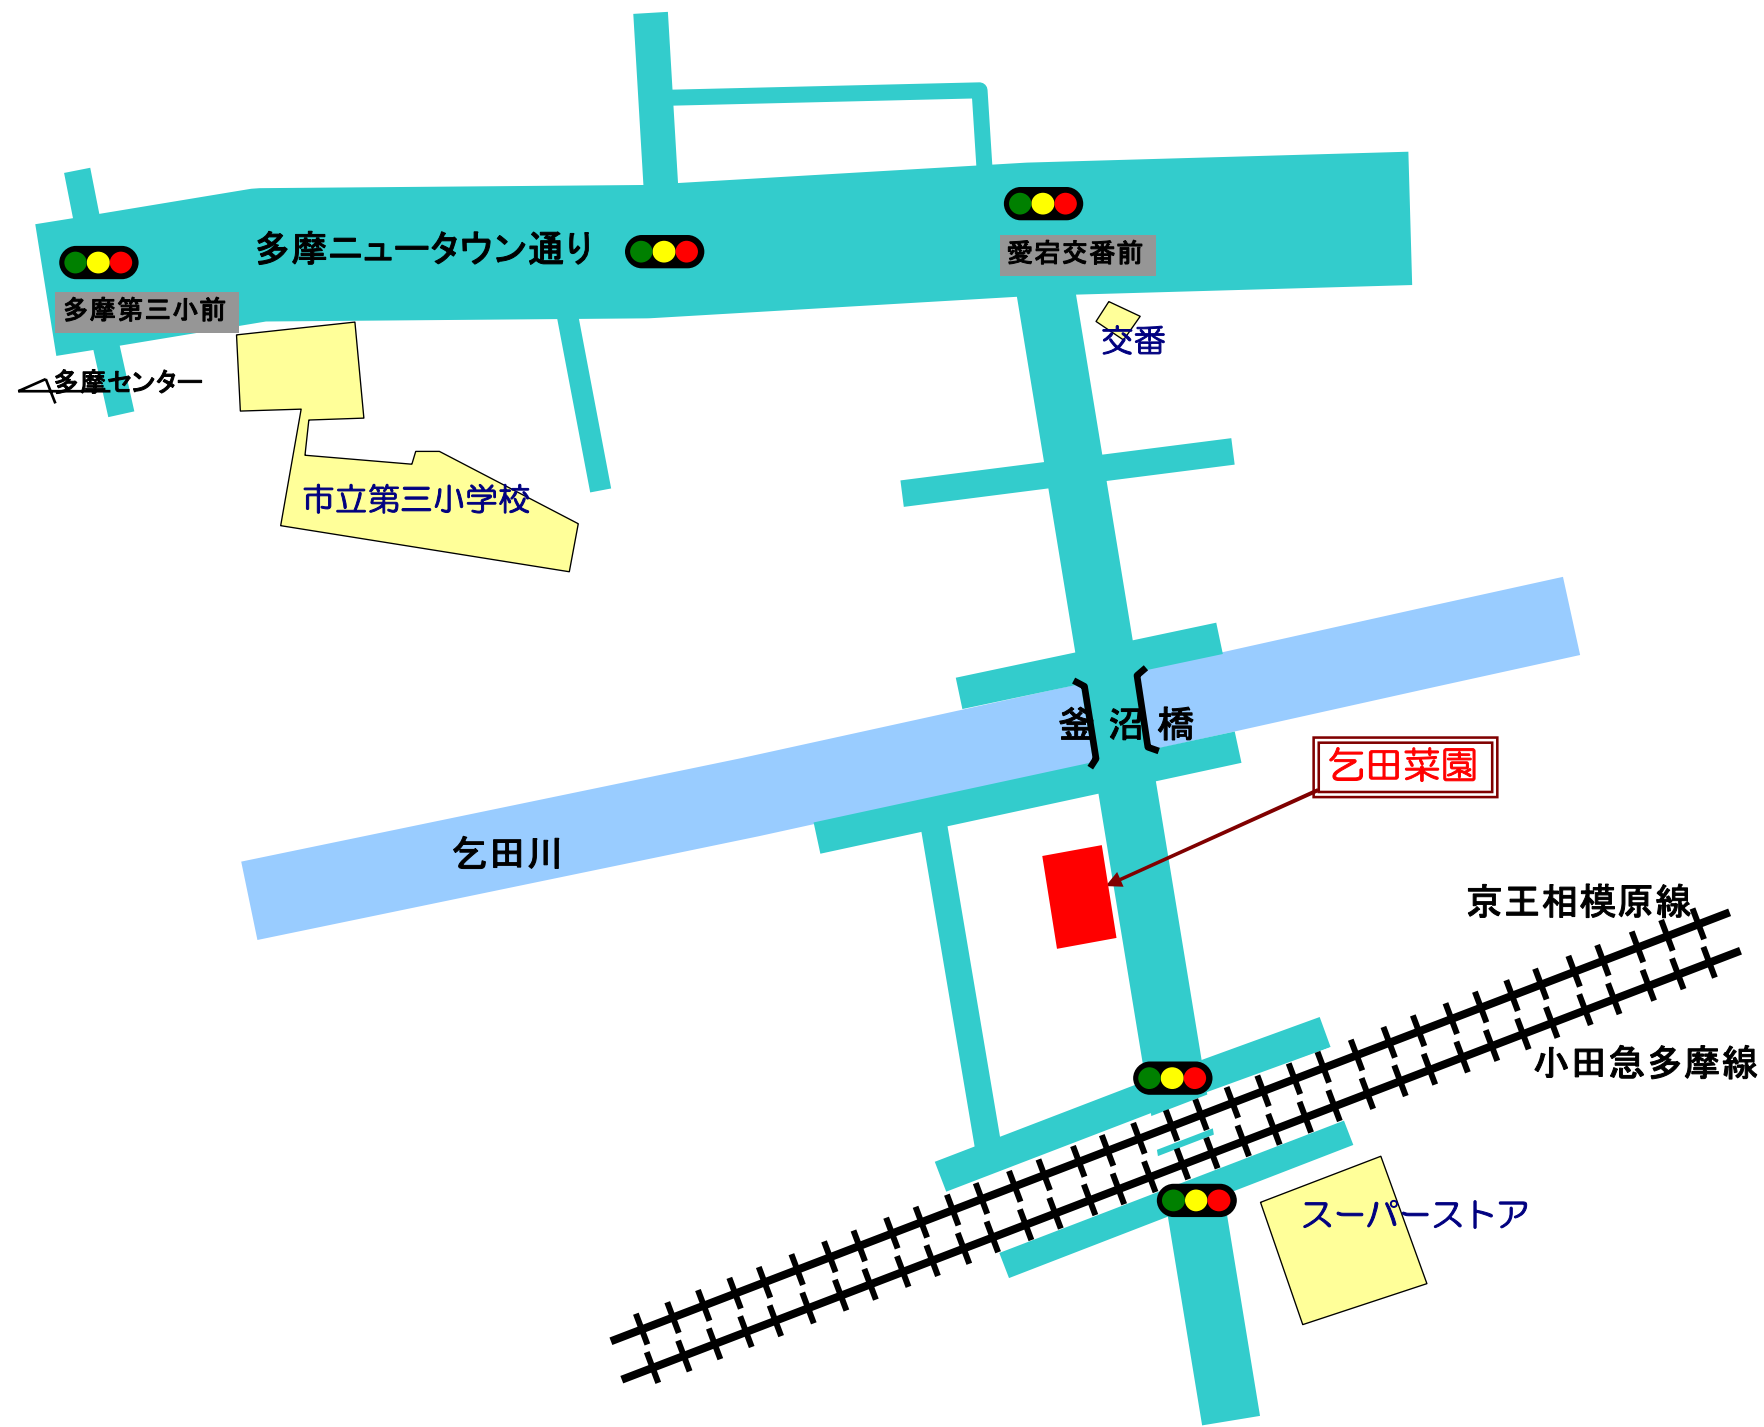 多摩ニュータウン通り
愛宕交番前
多摩第三小前
交番
多摩センター
市立第三小学校
釜沼橋
乞田菜園
乞田川
京王相模原線
小田急多摩線
スーパーストア